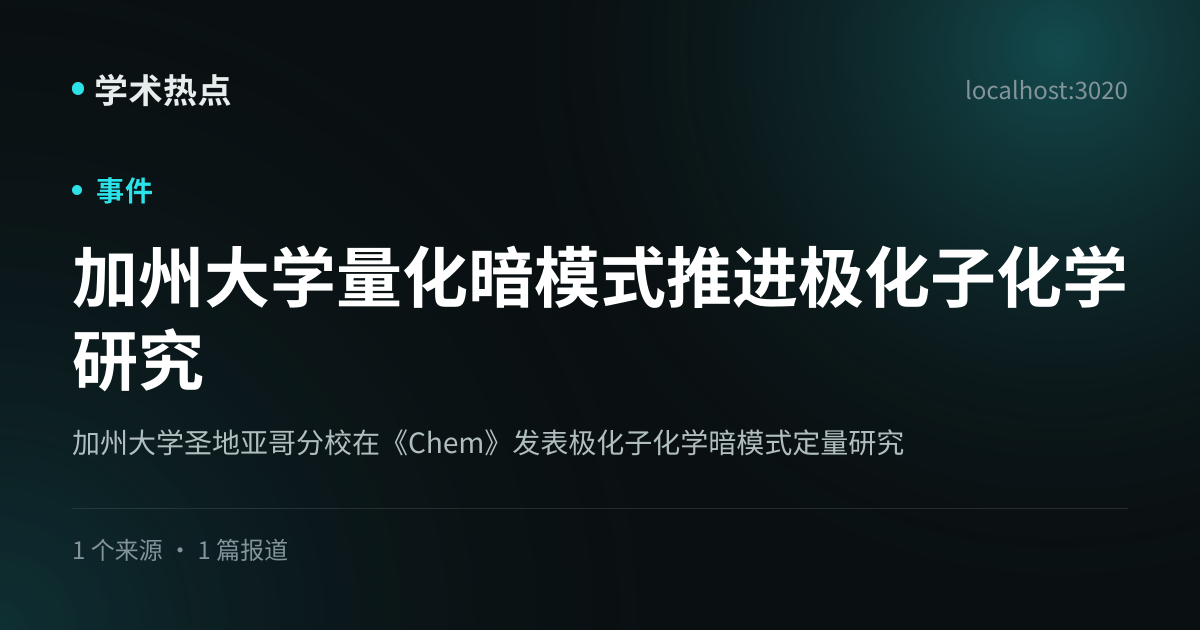 学术热点
localhost:3020
事件
加州大学量化暗模式推进极化子化学
研究
加州大学圣地亚哥分校在《Chem》发表极化子化学暗模式定量研究
1 个来源 · 1 篇报道